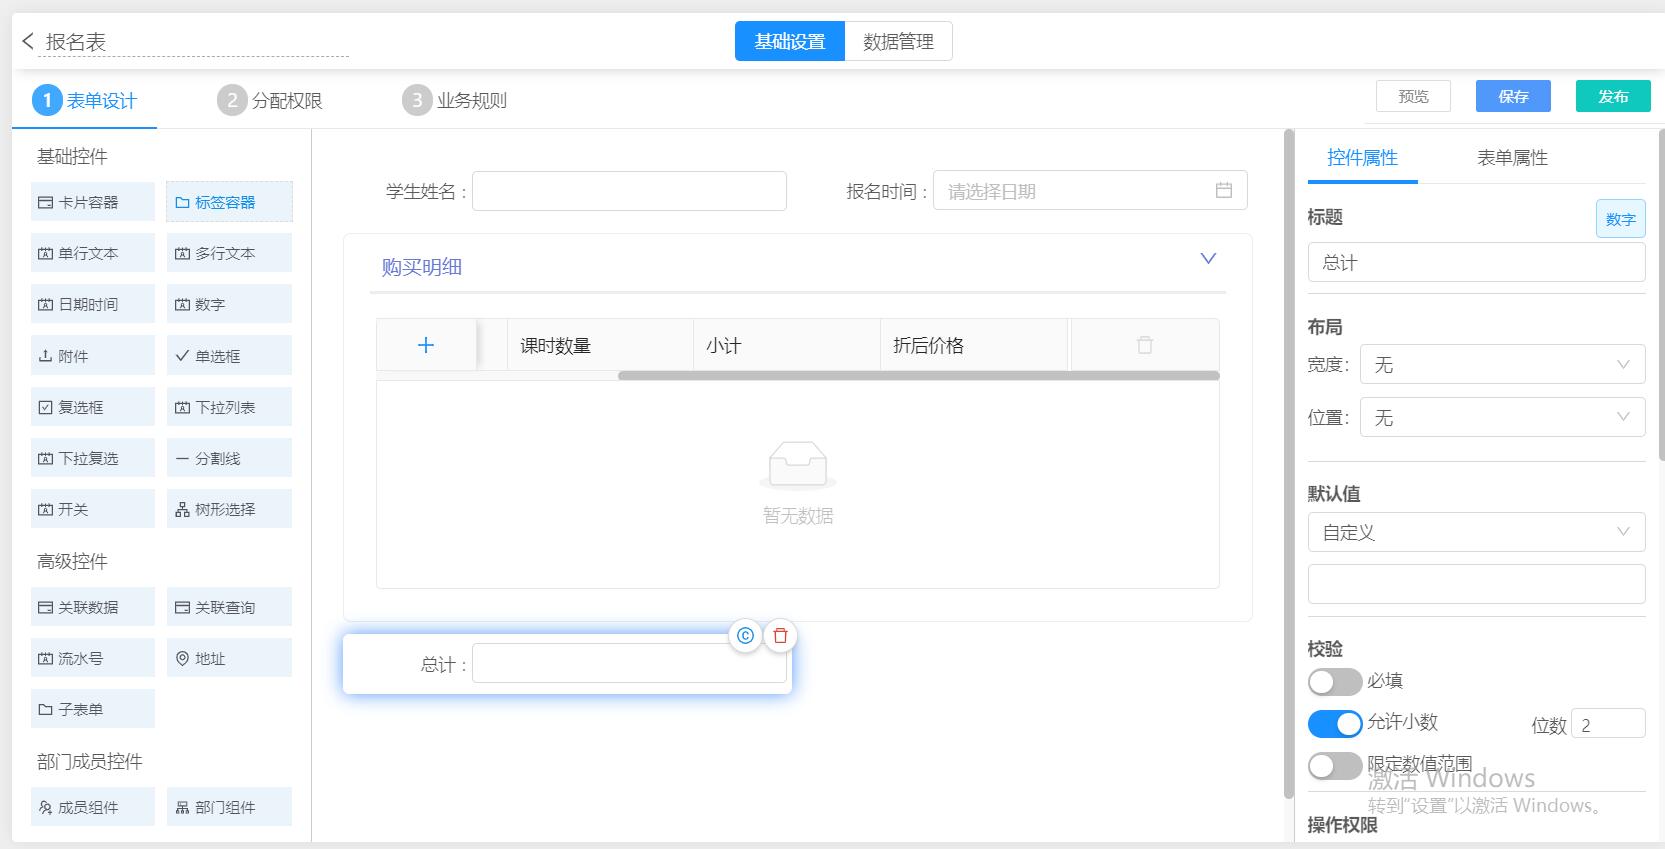 报名表
基础设置 数据管理
1 表单设计 2 分配权限 3 业务规则
预览 保存 发布
基础控件
卡片容器 标签容器
单行文本 多行文本
日期时间 数字
附件 单选框
复选框 下拉列表
下拉复选 分割线
开关 树形选择
高级控件
关联数据 关联查询
流水号 地址
子表单
部门成员控件
成员组件 部门组件
学生姓名 : 报名时间 : 请选择日期
购买明细
+ 课时数量 小计 折后价格
暂无数据
总计 :
控件属性 表单属性
标题 数字
总计
布局
宽度: 无
位置: 无
默认值
自定义
校验
必填
允许小数 位数 2
限定数值范围
激活 Windows
转到“设置”以激活 Windows。
操作权限